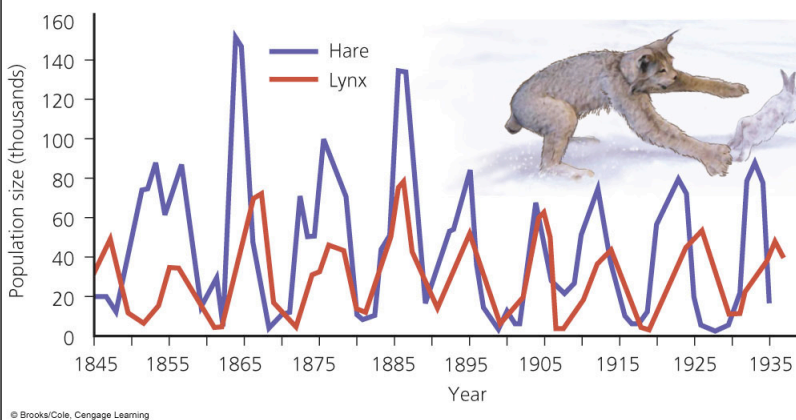 160
140
120
100
80
60
40
20
0
Population size (thousands)
Hare
Lynx
1845 1855 1865 1875 1885 1895 1905 1915 1925 1935
Year
© Brooks/Cole, Cengage Learning